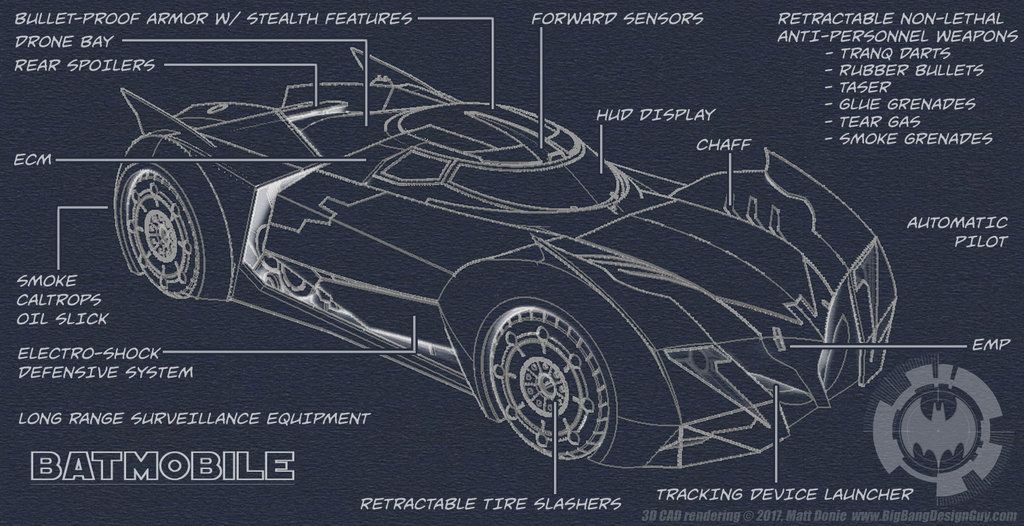 BULLET-PROOF ARMOR W/ STEALTH FEATURES
DRONE BAY
REAR SPOILERS
ECM
SMOKE
CALTROPS
OIL SLICK
ELECTRO-SHOCK
DEFENSIVE SYSTEM
LONG RANGE SURVEILLANCE EQUIPMENT
BATMOBILE
FORWARD SENSORS
HUD DISPLAY
CHAFF
RETRACTABLE NON-LETHAL
ANTI-PERSONNEL WEAPONS
- TRANQ DARTS
- RUBBER BULLETS
- TASER
- GLUE GRENADES
- TEAR GAS
- SMOKE GRENADES
AUTOMATIC
PILOT
EMP
RETRACTABLE TIRE SLASHERS
TRACKING DEVICE LAUNCHER
3D CAD rendering © 2017, Matt Donie www.BigBangDesignGuy.com